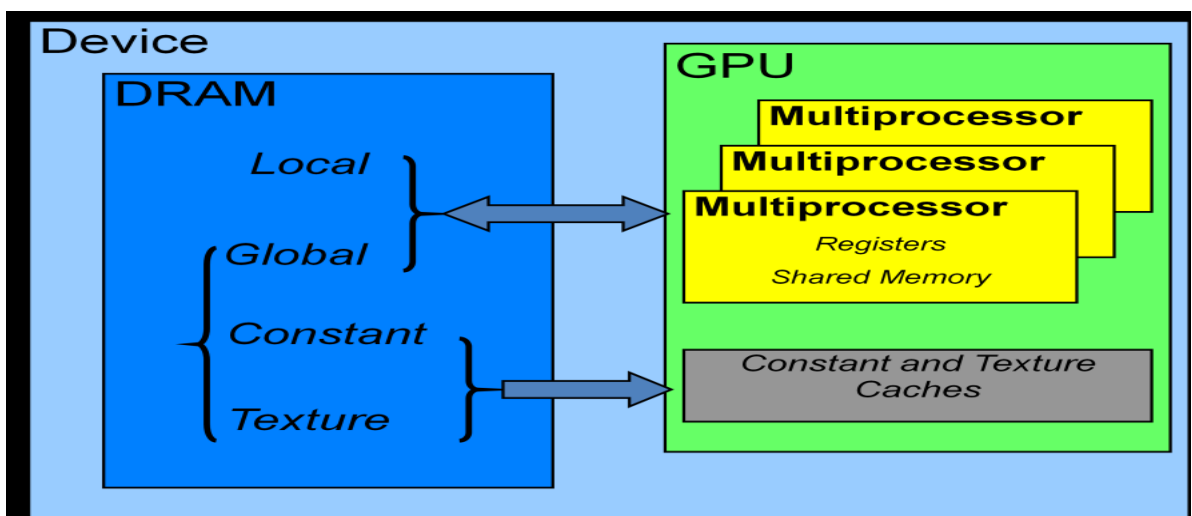 Device
DRAM
Local
Global
Constant
Texture
GPU
Multiprocessor
Multiprocessor
Multiprocessor
Registers
Shared Memory
Constant and Texture
Caches